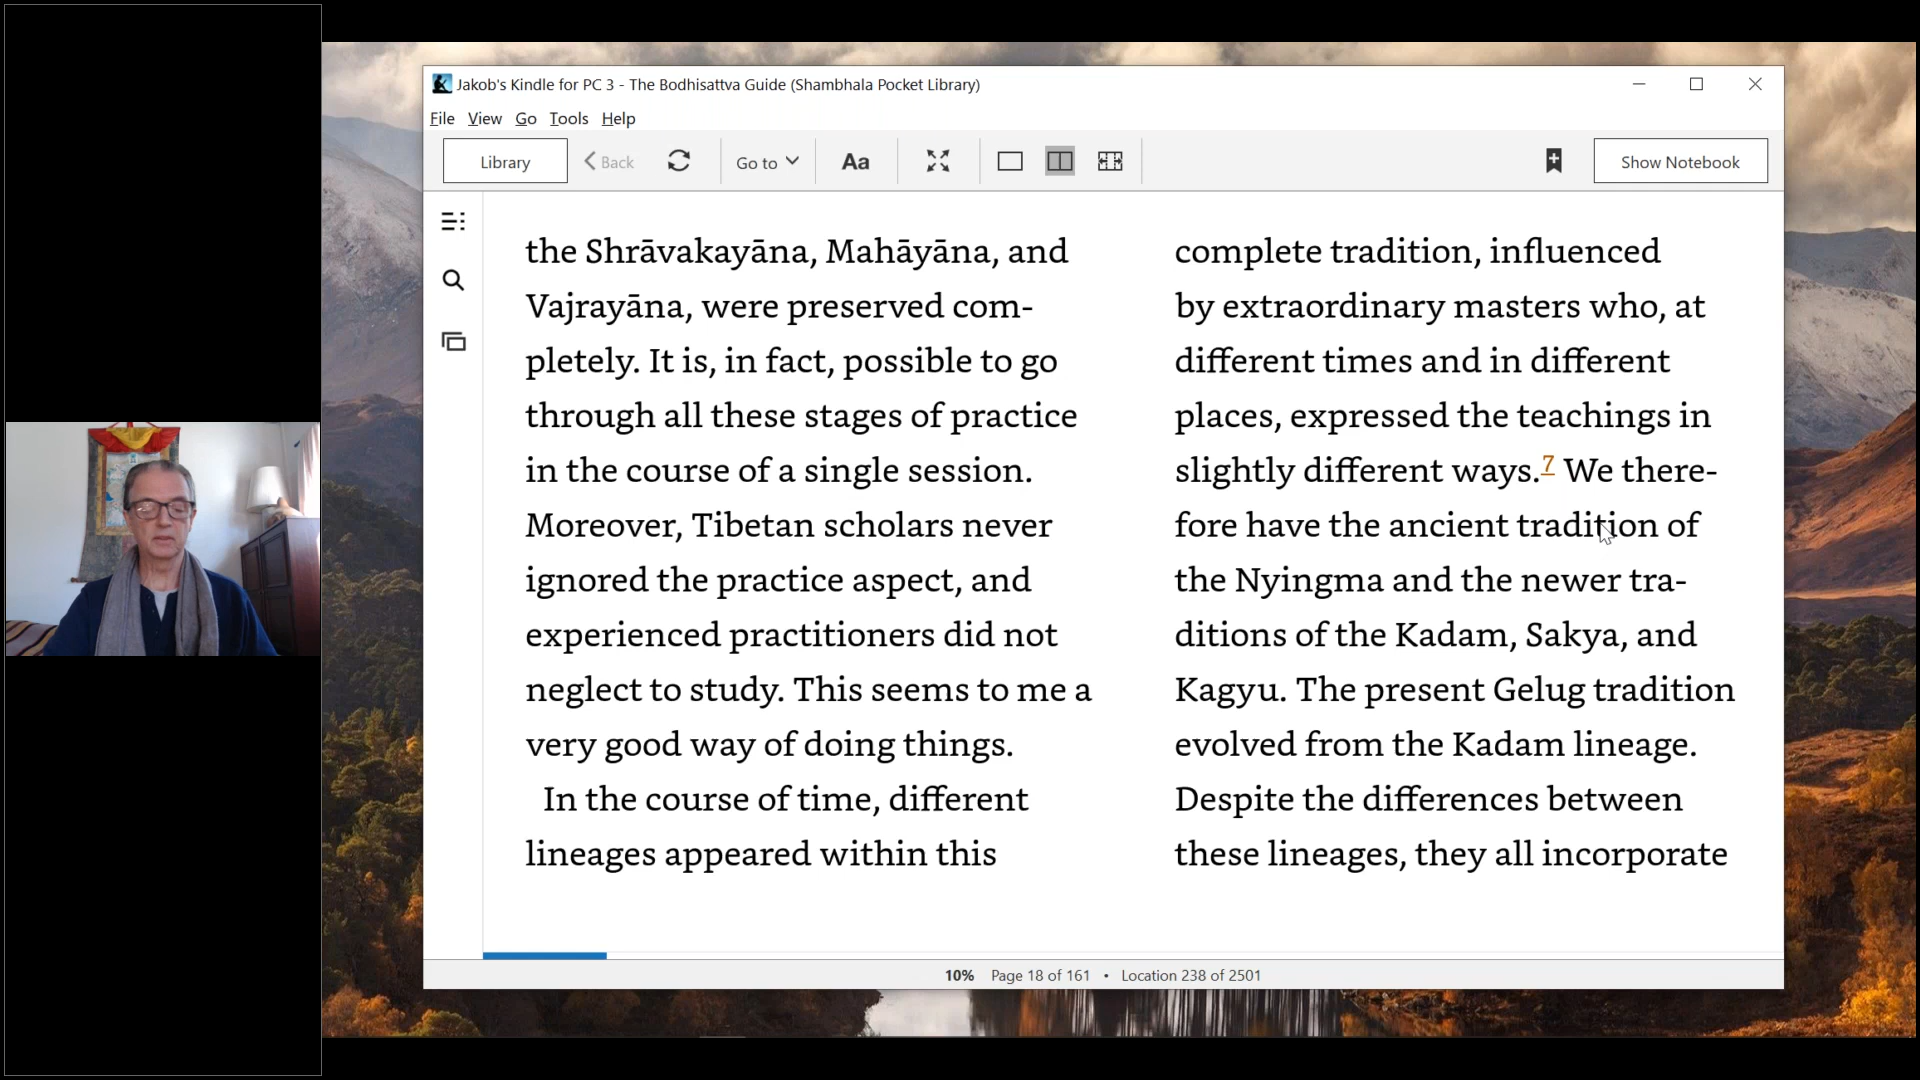 Jakob's Kindle for PC 3 - The Bodhisattva Guide (Shambhala Pocket Library)
File View Go Tools Help
Library Back Go to Aa Show Notebook
the Shrāvakayāna, Mahāyāna, and
Vajrayāna, were preserved com-
pletely. It is, in fact, possible to go
through all these stages of practice
in the course of a single session.
Moreover, Tibetan scholars never
ignored the practice aspect, and
experienced practitioners did not
neglect to study. This seems to me a
very good way of doing things.
In the course of time, different
lineages appeared within this
complete tradition, influenced
by extraordinary masters who, at
different times and in different
places, expressed the teachings in
slightly different ways.7 We there-
fore have the ancient tradition of
the Nyingma and the newer tra-
ditions of the Kadam, Sakya, and
Kagyu. The present Gelug tradition
evolved from the Kadam lineage.
Despite the differences between
these lineages, they all incorporate
10% Page 18 of 161 • Location 238 of 2501